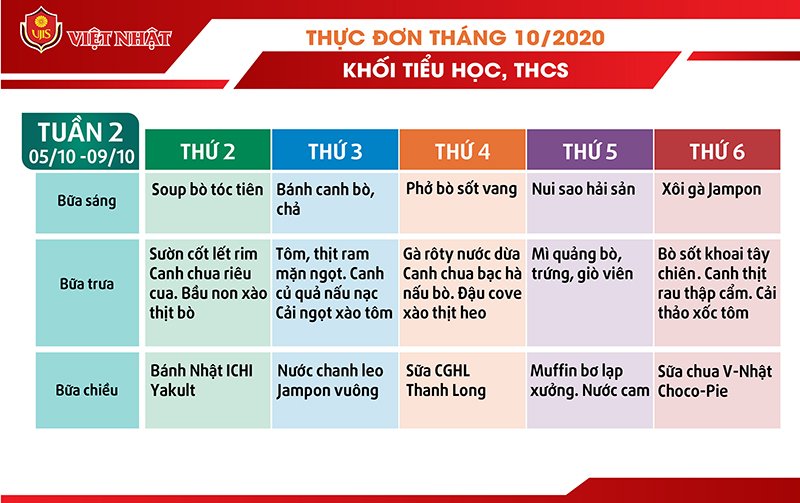 VJIS
VIỆT NHẬT
THỰC ĐƠN THÁNG 10/2020
KHỐI TIỂU HỌC, THCS
TUẦN 2
05/10 -09/10
THỨ 2
THỨ 3
THỨ 4
THỨ 5
THỨ 6
Bữa sáng
Soup bò tóc tiên
Bánh canh bò,
chả
Phở bò sốt vang
Nui sao hải sản
Xôi gà Jampon
Bữa trưa
Sườn cốt lết rim
Canh chua riêu
cua. Bầu non xào
thịt bò
Tôm, thịt ram
mặn ngọt. Canh
củ quả nấu nạc
Cải ngọt xào tôm
Gà rôty nước dừa
Canh chua bạc hà
nấu bò. Đậu cove
xào thịt heo
Mì quảng bò,
trứng, giò viên
Bò sốt khoai tây
chiên. Canh thịt
rau thập cẩm. Cải
thảo xốc tôm
Bữa chiều
Bánh Nhật ICHI
Yakult
Nước chanh leo
Jampon vuông
Sữa CGHL
Thanh Long
Muffin bơ lạp
xưởng. Nước cam
Sữa chua V-Nhật
Choco-Pie